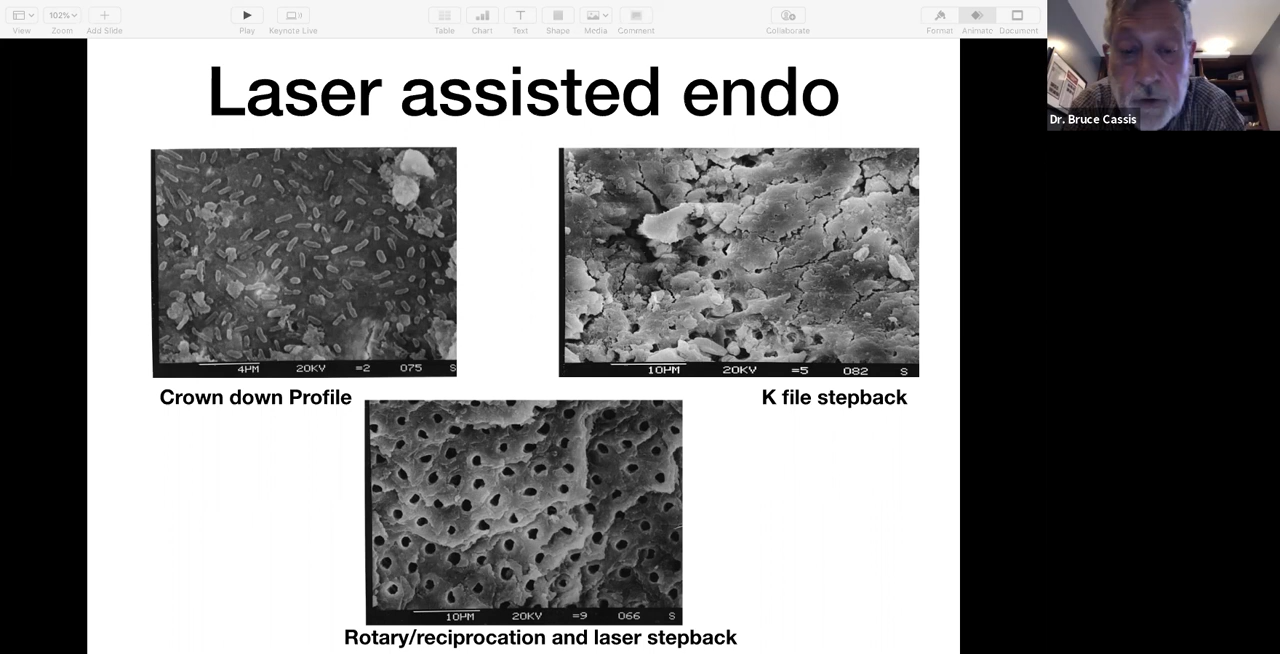 102%
View
Zoom
Add Slide
Play
Keynote Live
Table
Chart
Text
Shape
Media
Comment
Collaborate
Format
Animate
Document
Dr. Bruce Cassis
Laser assisted endo
4µM 20KV =2 075 S
10µM 20KV =5 082 S
Crown down Profile
K file stepback
10µM 20KV =9 066 S
Rotary/reciprocation and laser stepback